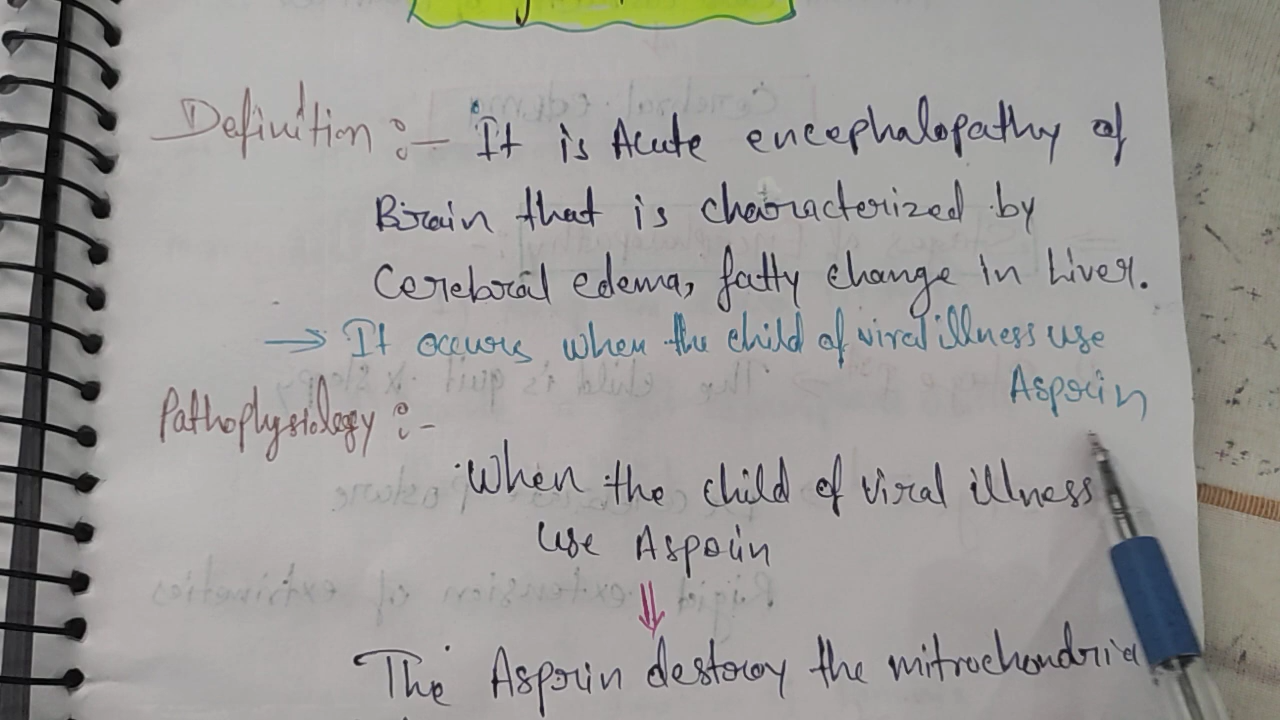 Definition :- It is Acute encephalopathy of
Brain that is characterized by
Cerebral edema, fatty change in Liver.
→ It occurs when the child of viral illness use
Asprin
Pathophysiology :-
When the child of viral illness
use Asprin
⇓
The Asprin destroy the mitrochondria